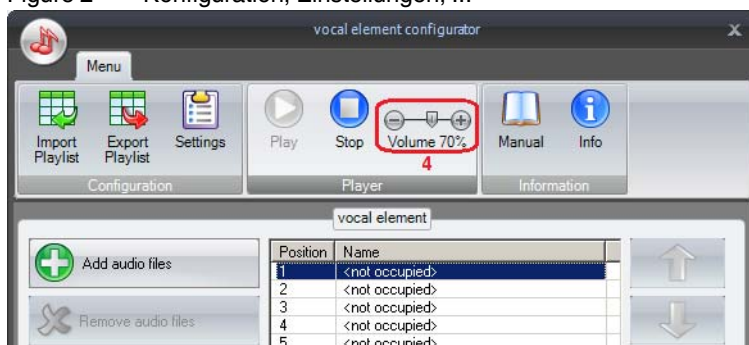 Figure 2 Konfiguration, Einstellungen, ...
vocal element configurator
x
Menu
Import Playlist
Export Playlist
Settings
Configuration
Play
Stop
Volume 70%
4
Player
Manual
Info
Information
vocal element
Add audio files
Remove audio files
Position Name
1 <not occupied>
2 <not occupied>
3 <not occupied>
4 <not occupied>
5 <not occupied>